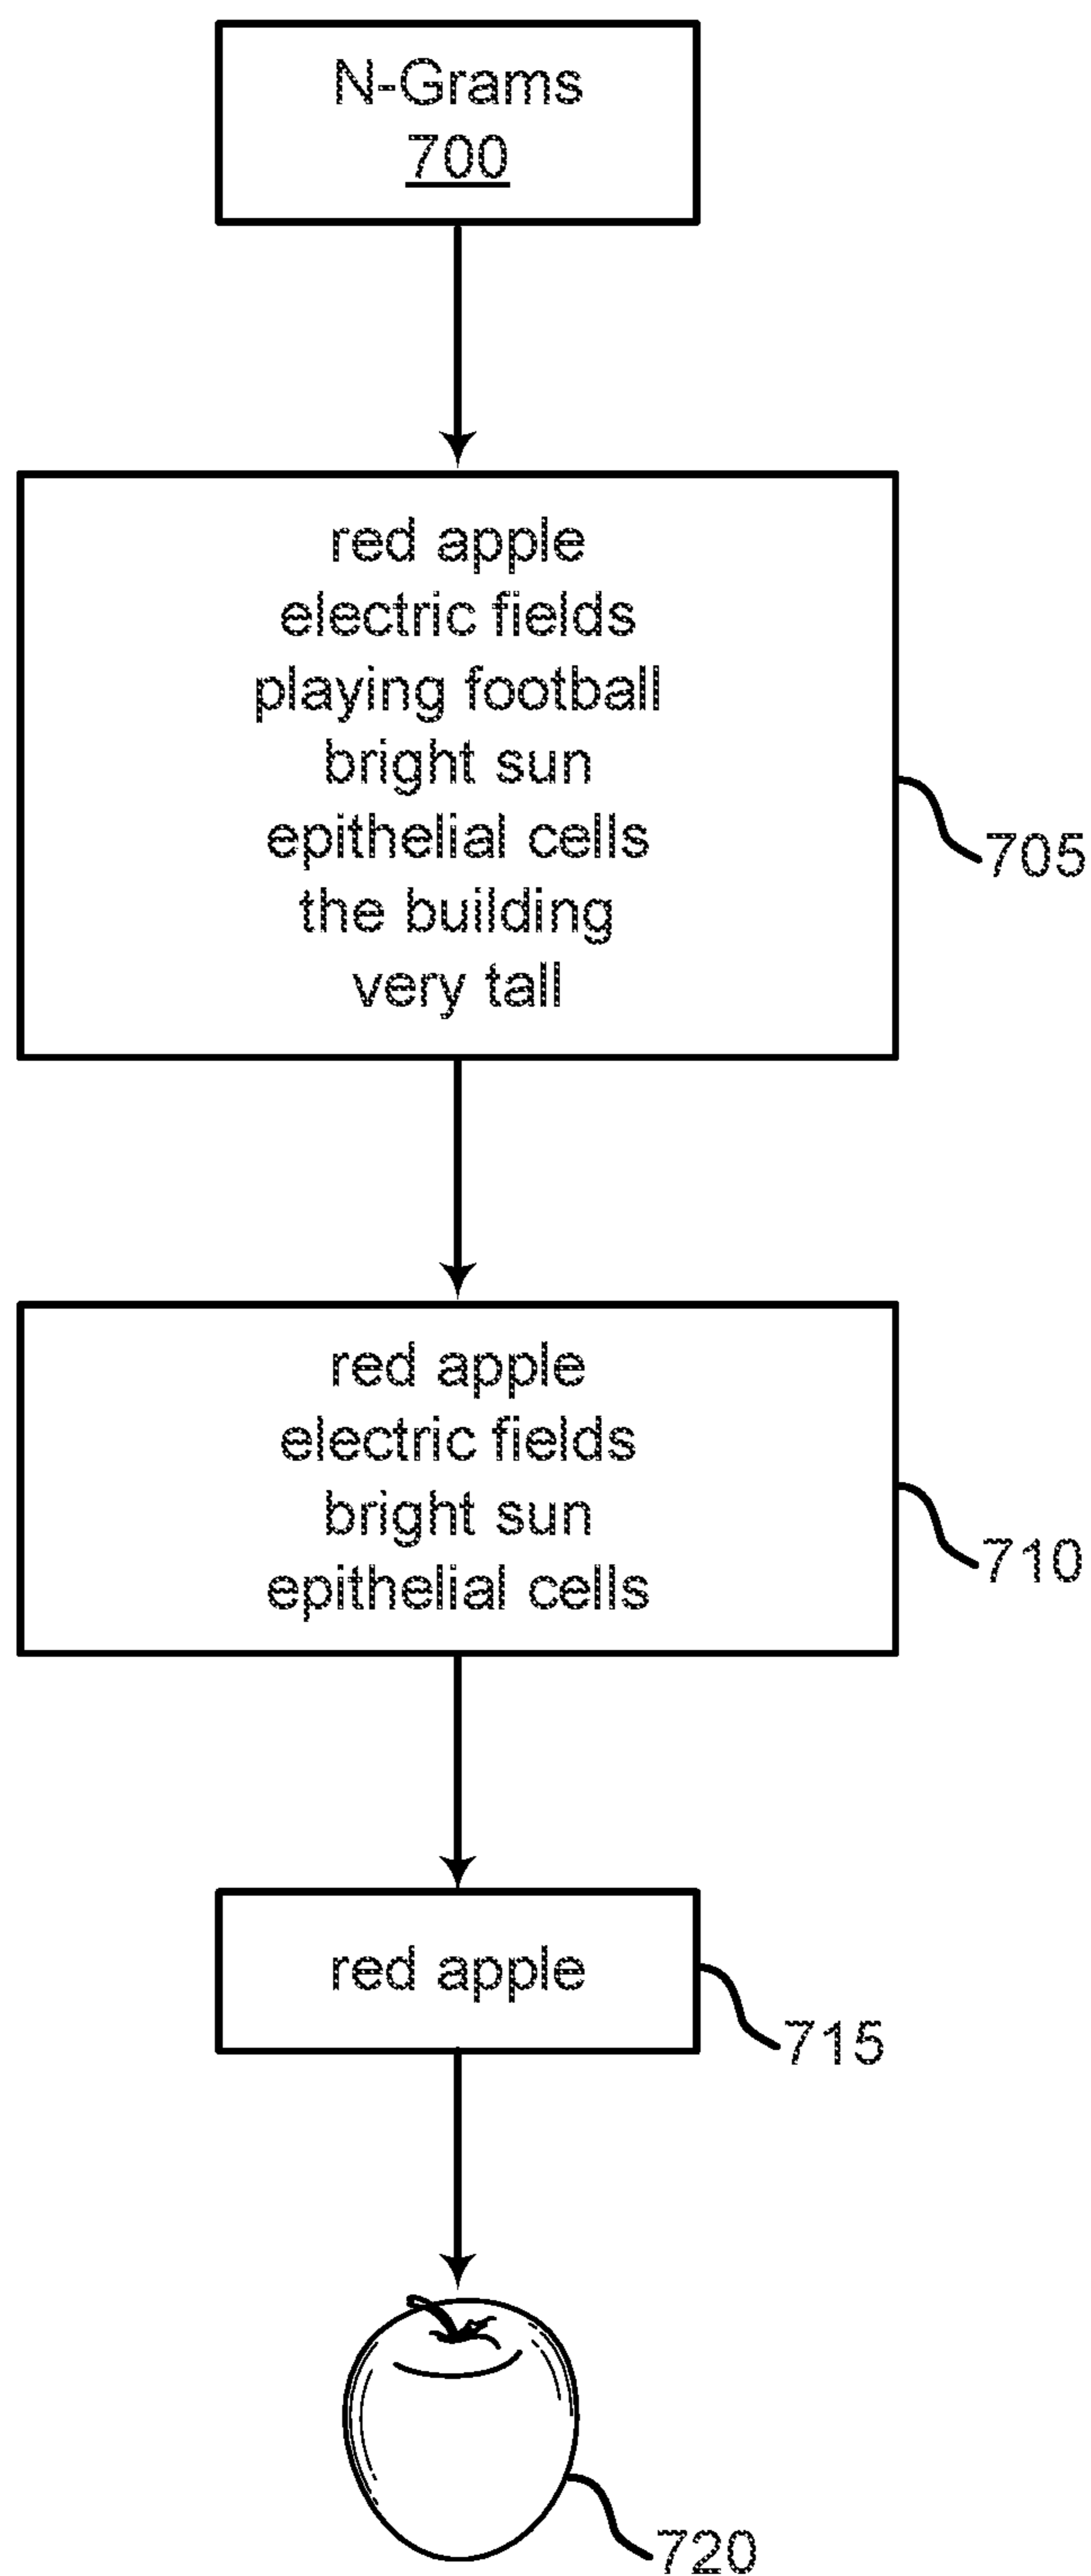 N-Grams
700
red apple
electric fields
playing football
bright sun
epithelial cells
the building
very tall
705
red apple
electric fields
bright sun
epithelial cells
710
red apple
715
720